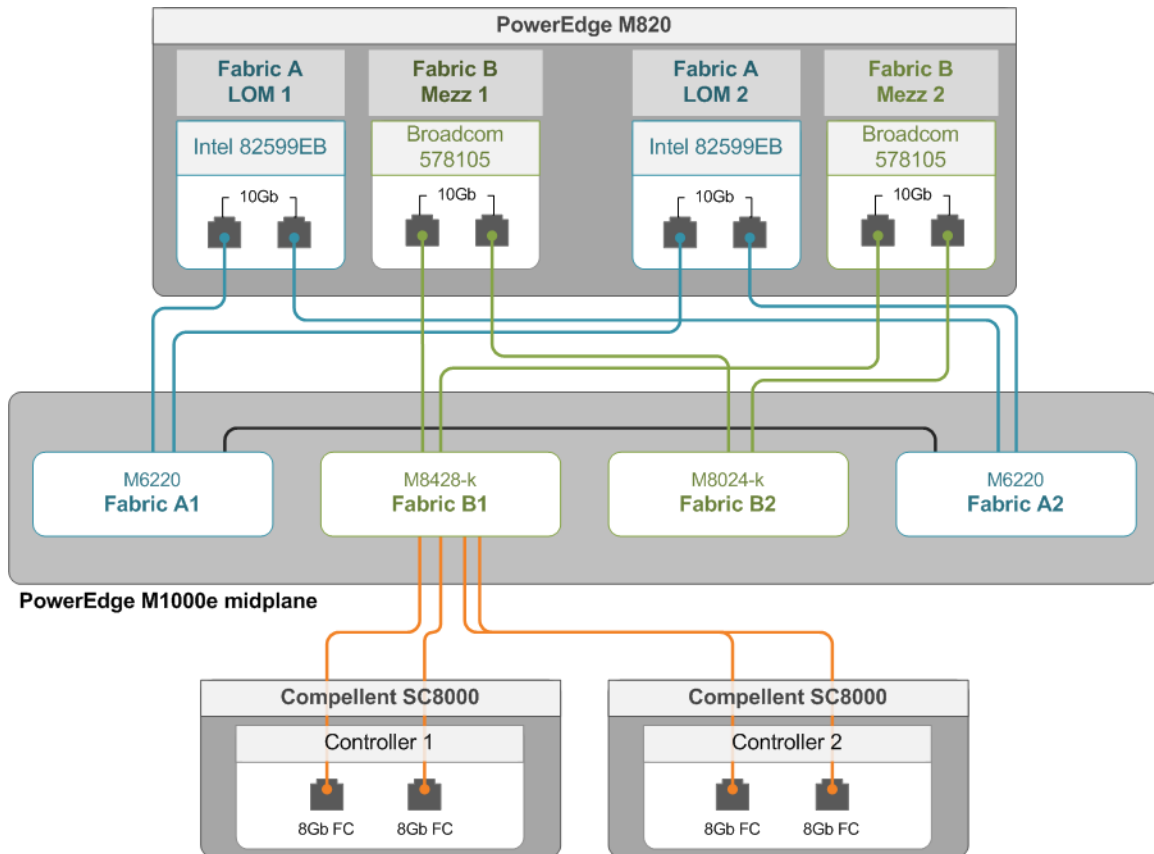 PowerEdge M820
Fabric A
LOM 1
Fabric B
Mezz 1
Fabric A
LOM 2
Fabric B
Mezz 2
Intel 82599EB
Broadcom
578105
Intel 82599EB
Broadcom
578105
10Gb
10Gb
10Gb
10Gb
M6220
Fabric A1
M8428-k
Fabric B1
M8024-k
Fabric B2
M6220
Fabric A2
PowerEdge M1000e midplane
Compellent SC8000
Controller 1
8Gb FC
8Gb FC
Compellent SC8000
Controller 2
8Gb FC
8Gb FC